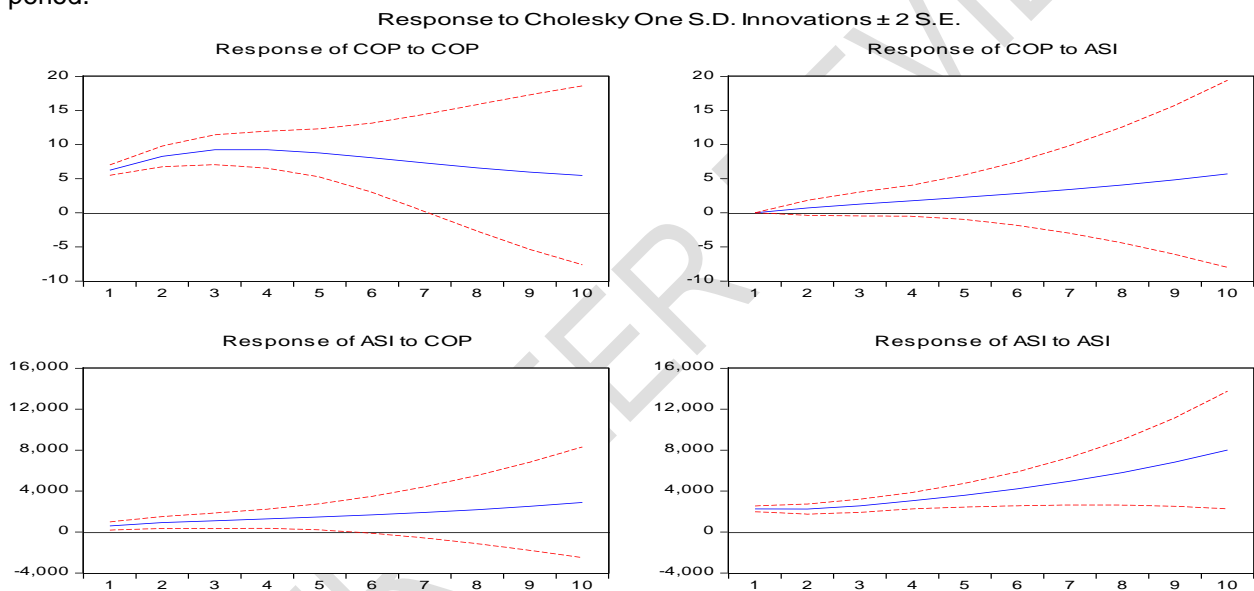 period.
Response to Cholesky One S.D. Innovations ± 2 S.E.
Response of COP to COP
20
15
10
5
0
-5
-10
1 2 3 4 5 6 7 8 9 10
Response of COP to ASI
20
15
10
5
0
-5
-10
1 2 3 4 5 6 7 8 9 10
Response of ASI to COP
16,000
12,000
8,000
4,000
0
-4,000
1 2 3 4 5 6 7 8 9 10
Response of ASI to ASI
16,000
12,000
8,000
4,000
0
-4,000
1 2 3 4 5 6 7 8 9 10